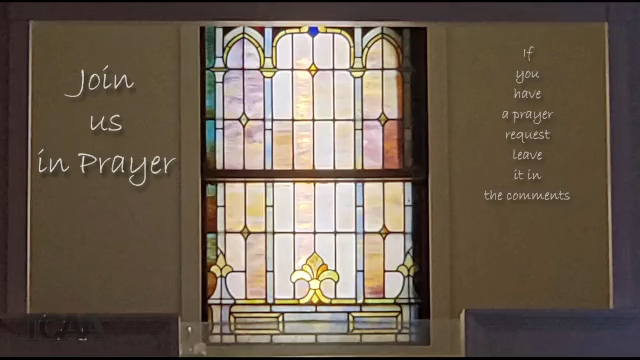 Join
us
in Prayer
If
you
have
a prayer
request
leave
it in
the comments